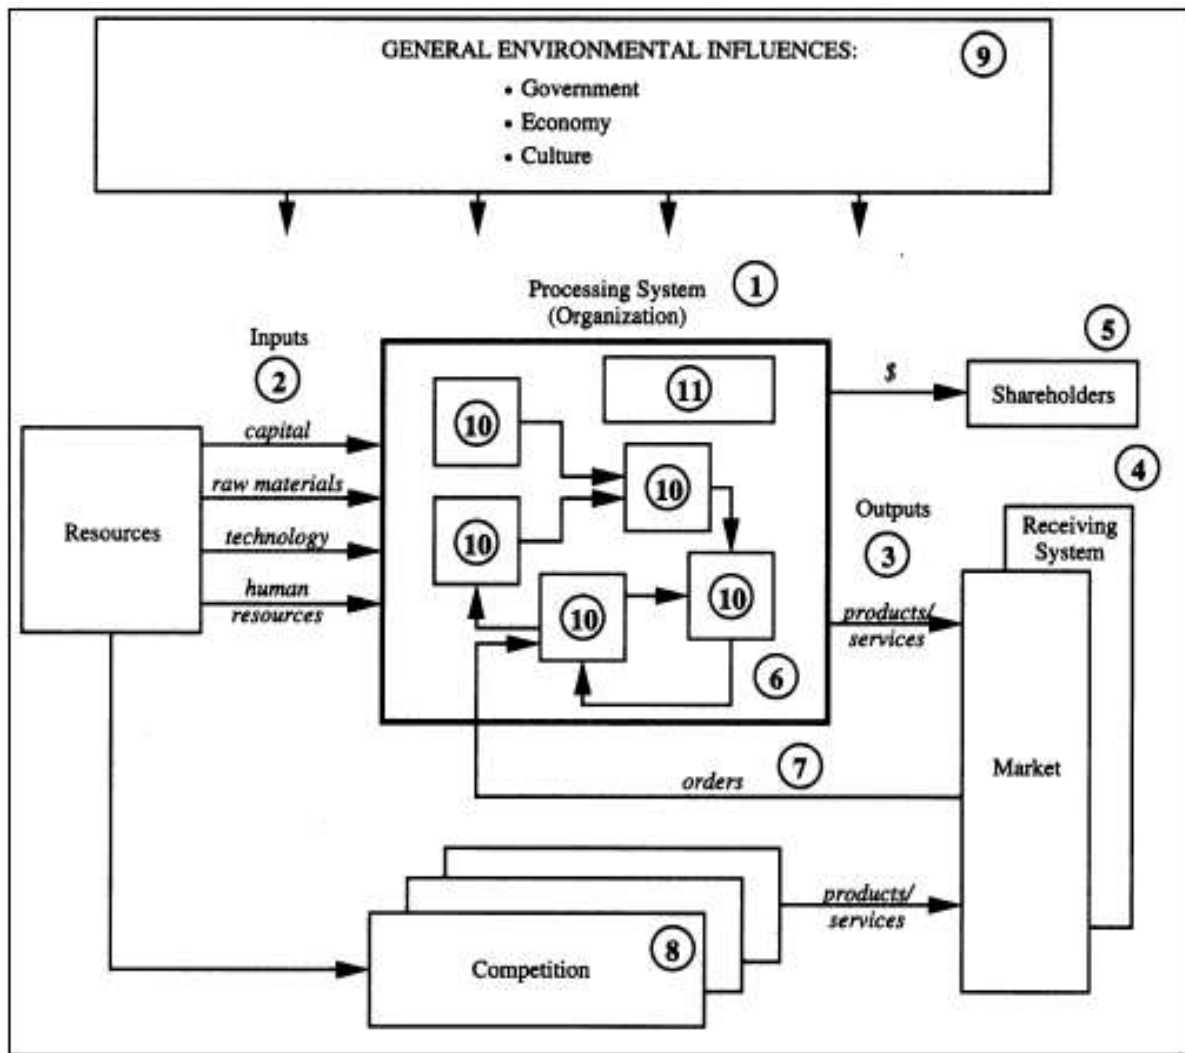 GENERAL ENVIRONMENTAL INFLUENCES:
9
• Government
• Economy
• Culture
Processing System
(Organization)
1
Inputs
2
capital
raw materials
technology
human
resources
Resources
10
11
10
10
10
10
6
$
Shareholders
5
4
Outputs
3
products/
services
Receiving
System
Market
orders
7
products/
services
Competition
8